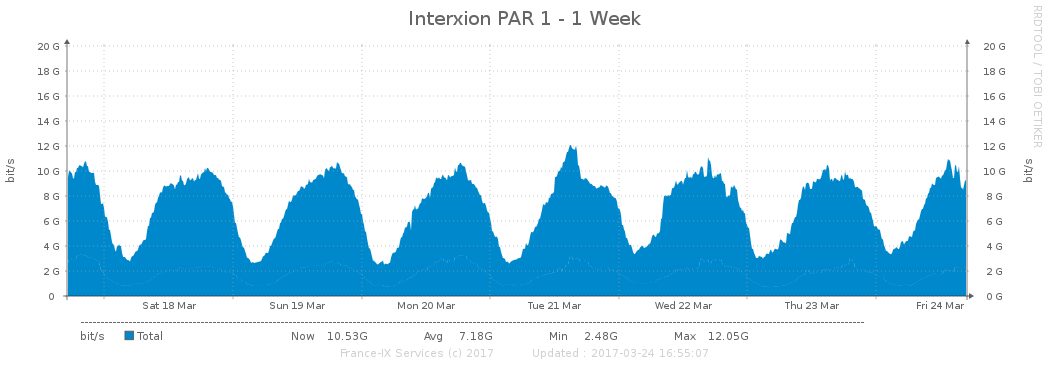 Interxion PAR 1 - 1 Week
RRDTOOL / TOBI OETIKER
bit/s
bit/s
20 G 20 G
18 G 18 G
16 G 16 G
14 G 14 G
12 G 12 G
10 G 10 G
8 G 8 G
6 G 6 G
4 G 4 G
2 G 2 G
0 0 G
Sat 18 Mar Sun 19 Mar Mon 20 Mar Tue 21 Mar Wed 22 Mar Thu 23 Mar Fri 24 Mar
bit/s Total Now 10.53G Avg 7.18G Min 2.48G Max 12.05G
France-IX Services (c) 2017 Updated : 2017-03-24 16:55:07